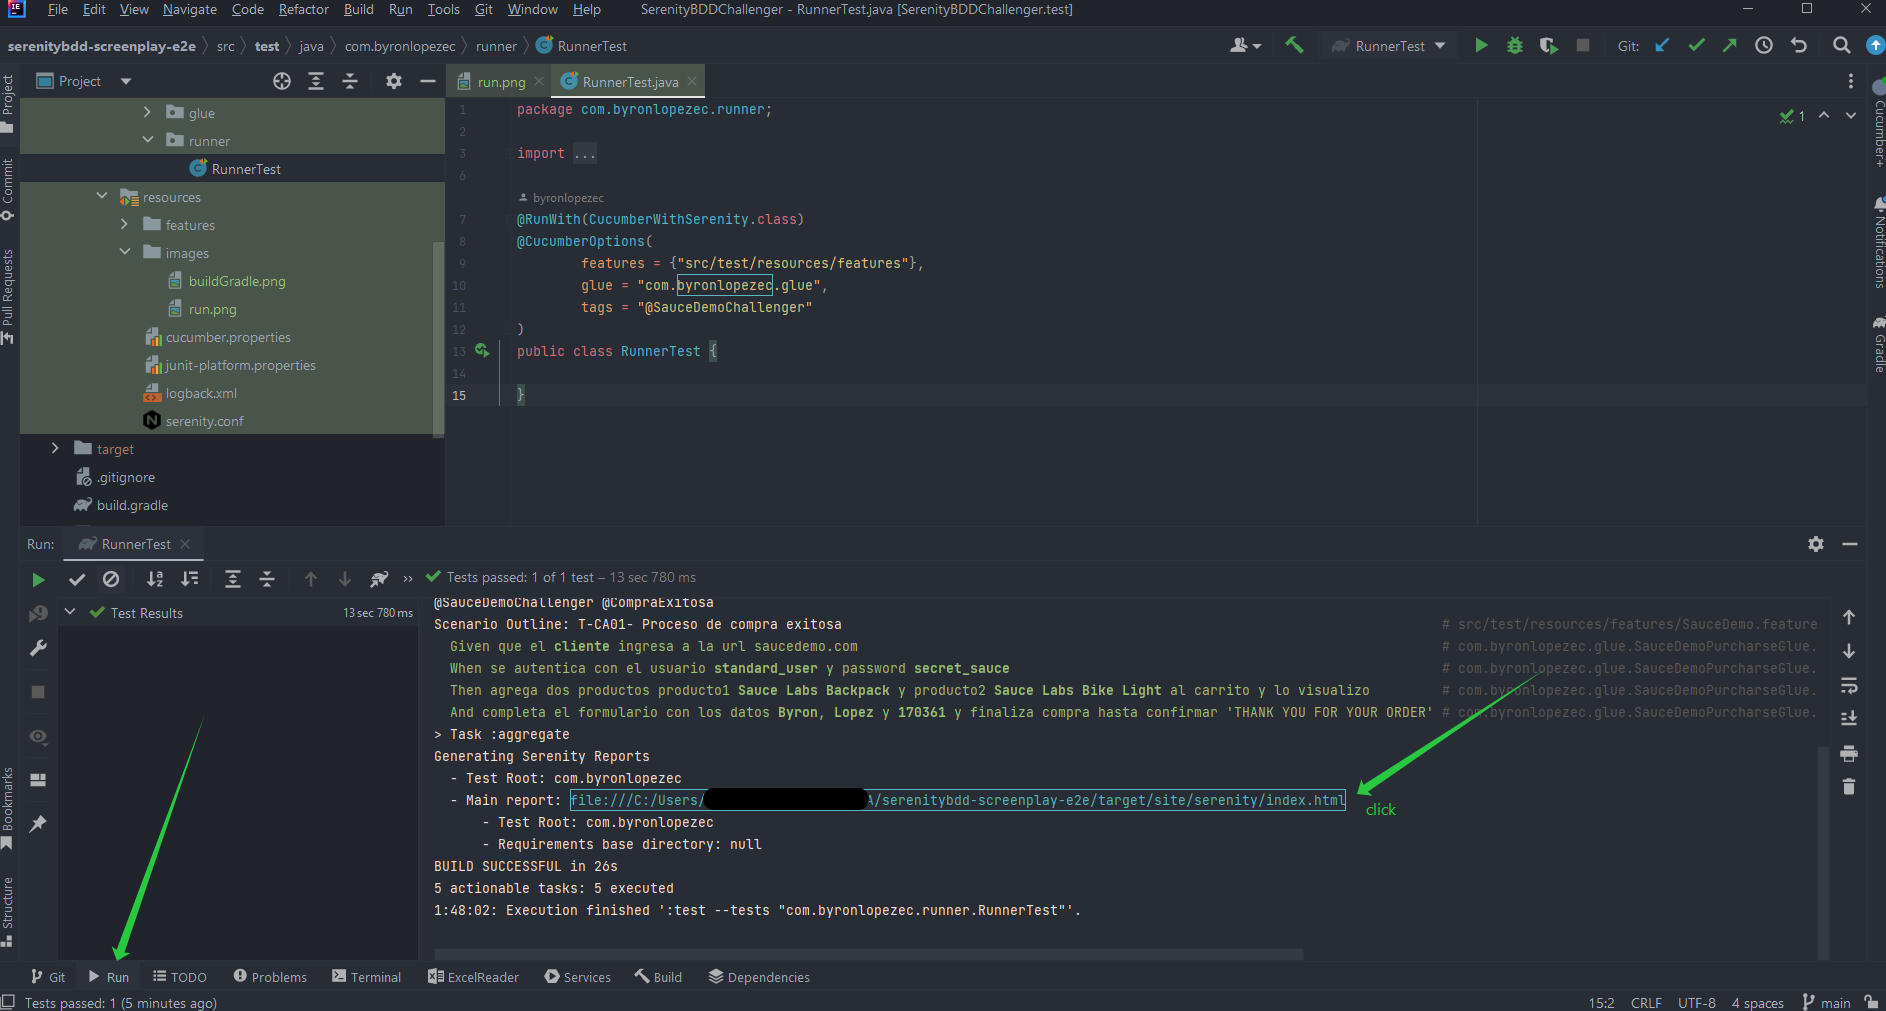 File Edit View Navigate Code Refactor Build Run Tools Git Window Help SerenityBDDChallenger - RunnerTest.java [SerenityBDDChallenger.test]
serenitybdd-screenplay-e2e src test java com.byronlopezec runner RunnerTest RunnerTest Git:
Project run.png RunnerTest.java
glue
runner
RunnerTest
resources
features
images
buildGradle.png
run.png
cucumber.properties
junit-platform.properties
logback.xml
serenity.conf
target
.gitignore
build.gradle
1 package com.byronlopezec.runner;
2
3 import ...
6
byronlopezec
7 @RunWith(CucumberWithSerenity.class)
8 @CucumberOptions(
9 features = {"src/test/resources/features"},
10 glue = "com.byronlopezec.glue",
11 tags = "@SauceDemoChallenger"
12 )
13 public class RunnerTest {
14
15 }
1
Project
Commit
Pull Requests
Bookmarks
Structure
Cucumber+
Notifications
Gradle
Run: RunnerTest
Tests passed: 1 of 1 test – 13 sec 780 ms
Test Results 13 sec 780 ms
@SauceDemoChallenger @CompraExitosa
Scenario Outline: T-CA01- Proceso de compra exitosa # src/test/resources/features/SauceDemo.feature
Given que el cliente ingresa a la url saucedemo.com # com.byronlopezec.glue.SauceDemoPurcharseGlue.
When se autentica con el usuario standard_user y password secret_sauce # com.byronlopezec.glue.SauceDemoPurcharseGlue.
Then agrega dos productos producto1 Sauce Labs Backpack y producto2 Sauce Labs Bike Light al carrito y lo visualizo # com.byronlopezec.glue.SauceDemoPurcharseGlue.
And completa el formulario con los datos Byron, Lopez y 170361 y finaliza compra hasta confirmar 'THANK YOU FOR YOUR ORDER' # com.byronlopezec.glue.SauceDemoPurcharseGlue.
> Task :aggregate
Generating Serenity Reports
- Test Root: com.byronlopezec
- Main report: file:///C:/Users/ A/serenitybdd-screenplay-e2e/target/site/serenity/index.html
click
- Test Root: com.byronlopezec
- Requirements base directory: null
BUILD SUCCESSFUL in 26s
5 actionable tasks: 5 executed
1:48:02: Execution finished ':test --tests "com.byronlopezec.runner.RunnerTest"'.
Git Run TODO Problems Terminal ExcelReader Services Build Dependencies
Tests passed: 1 (5 minutes ago) 15:2 CRLF UTF-8 4 spaces main